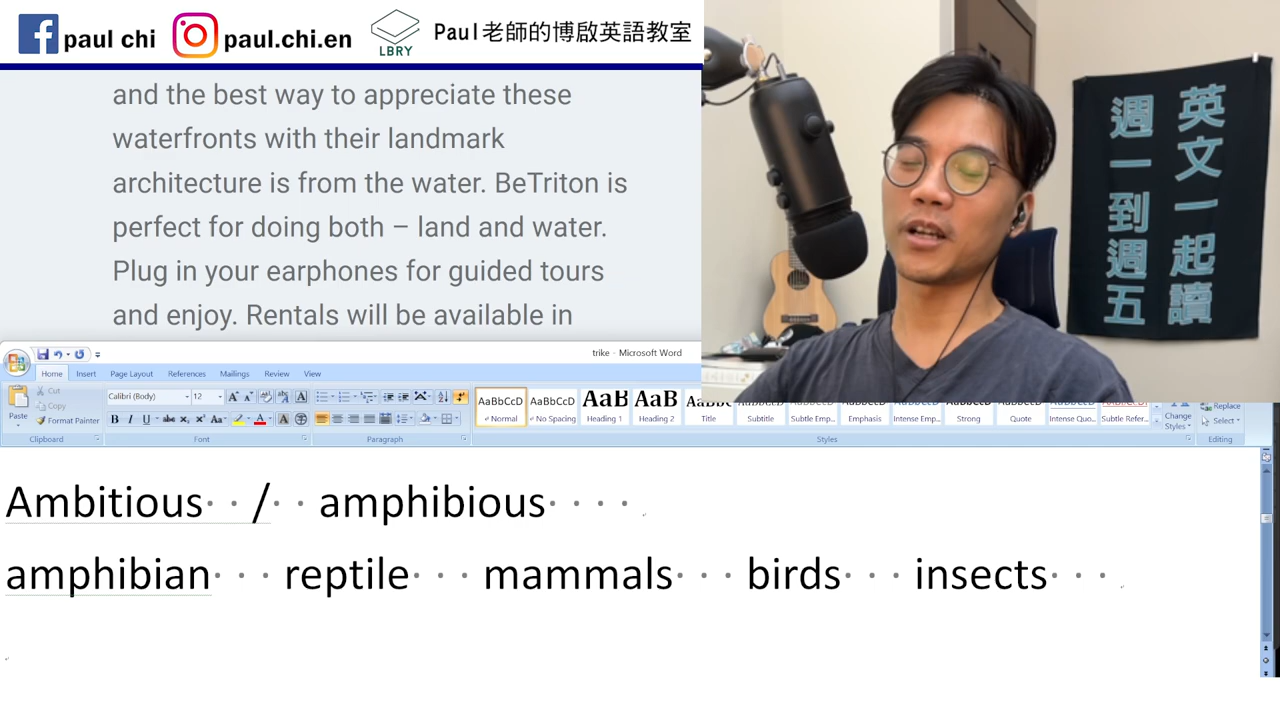 paul chi paul.chi.en LBRY Paul老師的博啟英語教室
and the best way to appreciate these
waterfronts with their landmark
architecture is from the water. BeTriton is
perfect for doing both – land and water.
Plug in your earphones for guided tours
and enjoy. Rentals will be available in
英文一起讀
週一到週五
trike - Microsoft Word
Home Insert Page Layout References Mailings Review View
Cut
Copy
Format Painter
Paste
Calibri (Body) 12
AaBbCcD AaBbCcD AaB AaB
Normal No Spacing Heading 1 Heading 2 Title Subtitle Subtle Emp... Emphasis Intense Emp... Strong Quote Intense Quo... Subtle Refer...
Change Styles
Replace
Select
Clipboard Font Paragraph Styles Editing
Ambitious / amphibious
amphibian reptile mammals birds insects